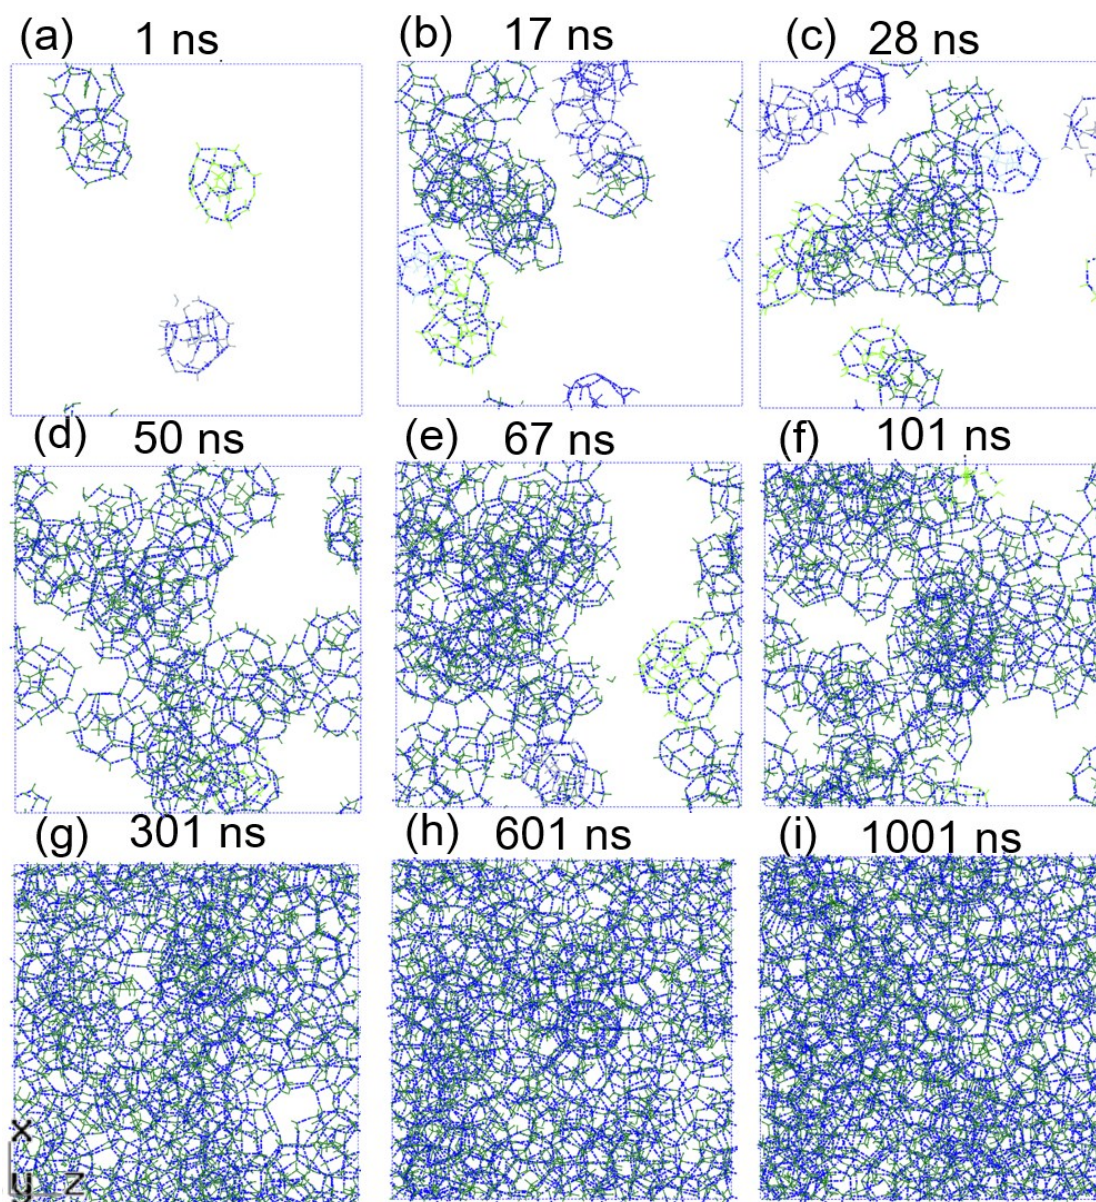 (a) 1 ns
(b) 17 ns
(c) 28 ns
(d) 50 ns
(e) 67 ns
(f) 101 ns
(g) 301 ns
(h) 601 ns
(i) 1001 ns
x
y z